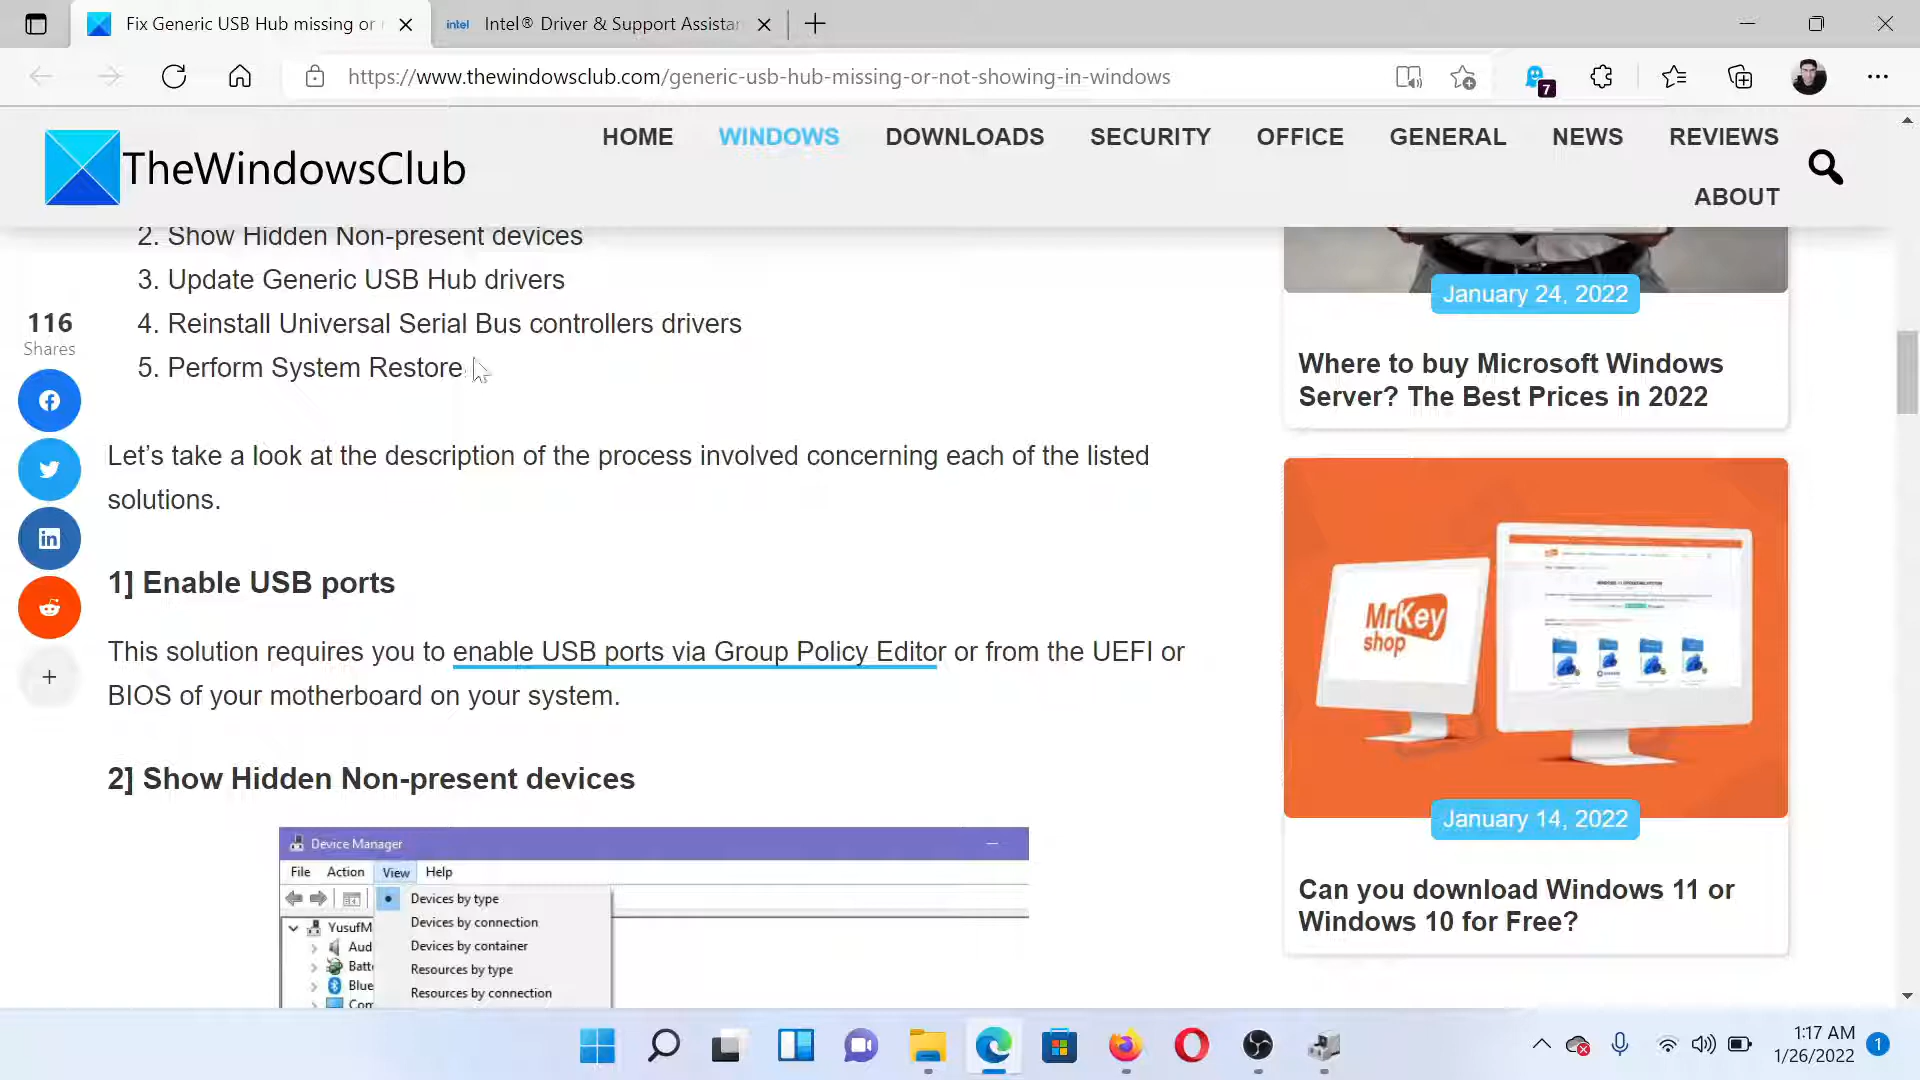 Fix Generic USB Hub missing or
intel
Intel® Driver & Support Assista
https://www.thewindowsclub.com/generic-usb-hub-missing-or-not-showing-in-windows
7
TheWindowsClub
HOME WINDOWS DOWNLOADS SECURITY OFFICE GENERAL NEWS REVIEWS
ABOUT
2. Show Hidden Non-present devices
3. Update Generic USB Hub drivers
4. Reinstall Universal Serial Bus controllers drivers
5. Perform System Restore
116
Shares
Let’s take a look at the description of the process involved concerning each of the listed
solutions.
1] Enable USB ports
This solution requires you to enable USB ports via Group Policy Editor or from the UEFI or
BIOS of your motherboard on your system.
2] Show Hidden Non-present devices
Device Manager
File Action View Help
Devices by type
Devices by connection
Devices by container
Resources by type
Resources by connection
YusufM
Aud
Batt
Blue
Com
January 24, 2022
Where to buy Microsoft Windows
Server? The Best Prices in 2022
MrKey
shop
January 14, 2022
Can you download Windows 11 or
Windows 10 for Free?
1:17 AM
1/26/2022
1